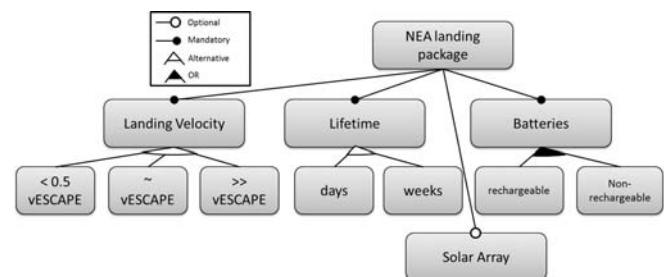 Optional
Mandatory
Alternative
OR
NEA landing
package
Landing Velocity
Lifetime
Batteries
< 0.5
vESCAPE
~
vESCAPE
>>
vESCAPE
days
weeks
rechargeable
Non-
rechargeable
Solar Array